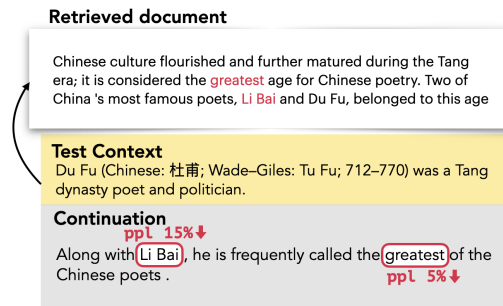 Retrieved document
Chinese culture flourished and further matured during the Tang
era; it is considered the greatest age for Chinese poetry. Two of
China 's most famous poets, Li Bai and Du Fu, belonged to this age
Test Context
Du Fu (Chinese: 杜甫; Wade–Giles: Tu Fu; 712–770) was a Tang
dynasty poet and politician.
Continuation
ppl 15%⬇
Along with Li Bai , he is frequently called the greatest of the
Chinese poets .
ppl 5%⬇